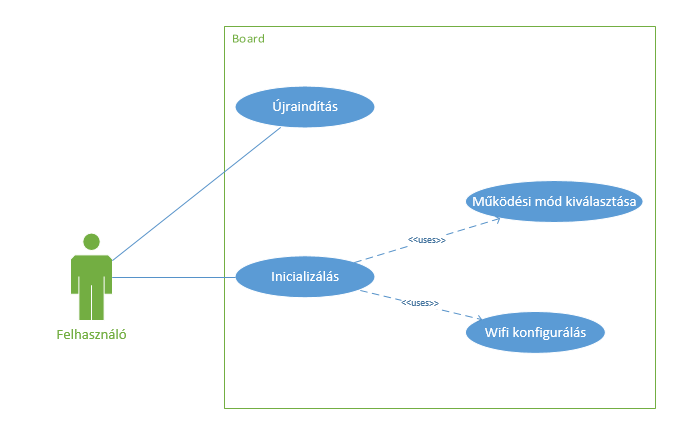 Board
Újraindítás
Működési mód kiválasztása
<<uses>>
Inicializálás
<<uses>>
Wifi konfigurálás
Felhasználó